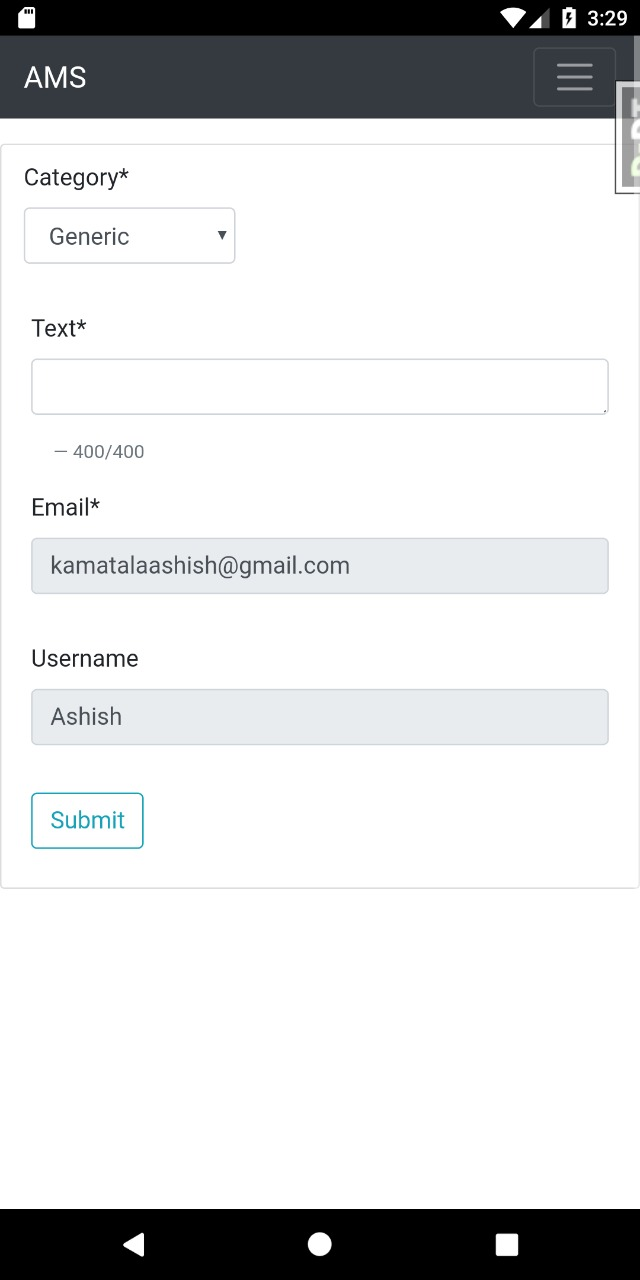 3:29
AMS
Category*
Generic
Text*
— 400/400
Email*
kamatalaashish@gmail.com
Username
Ashish
Submit